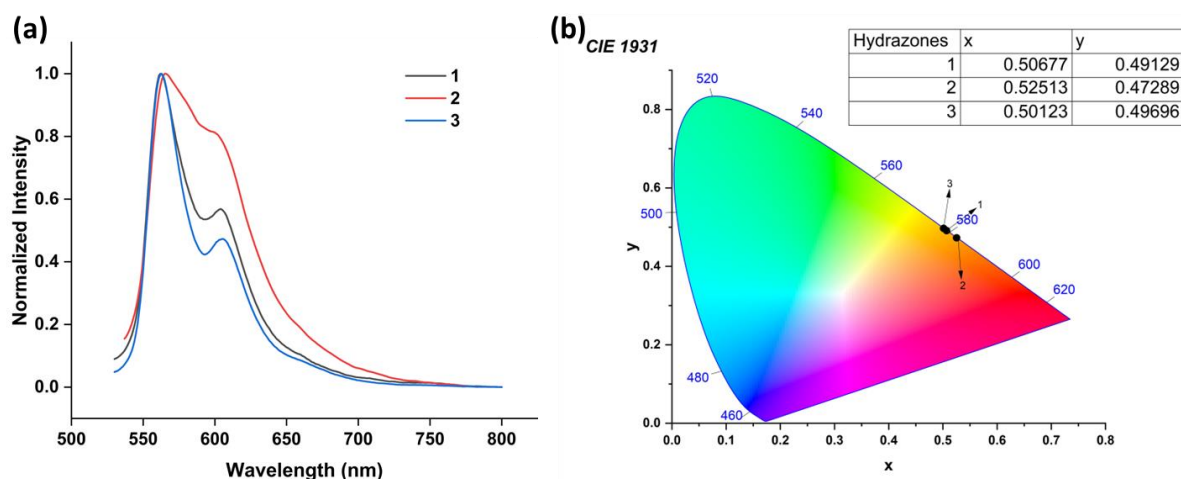 (a)
1.0
0.8
0.6
0.4
0.2
0.0
Normalized Intensity
500 550 600 650 700 750 800
Wavelength (nm)
1
2
3
(b)
CIE 1931
Hydrazones x y
1 0.50677 0.49129
2 0.52513 0.47289
3 0.50123 0.49696
0.8
0.6
0.4
0.2
0.0
y
0.0 0.1 0.2 0.3 0.4 0.5 0.6 0.7 0.8
x
520
540
560
500
580
600
620
480
460
3
1
2